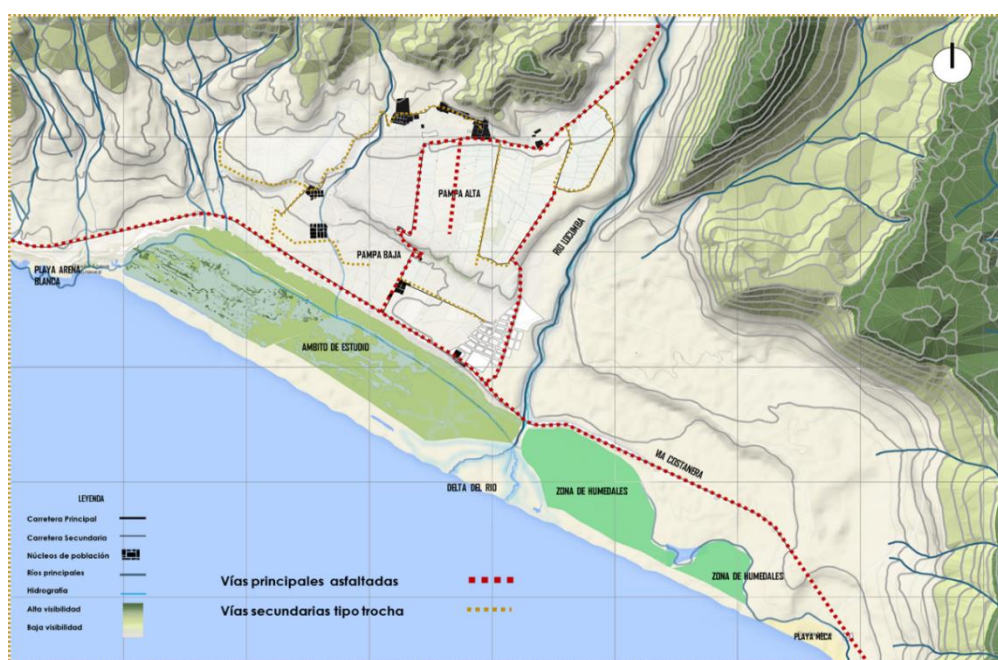 PAMPA ALTA
RIO LOCUMBA
PAMPA BAJA
PLAYA ARENA
BLANCA
AMBITO DE ESTUDIO
VIA COSTANERA
DELTA DEL RIO
ZONA DE HUMEDALES
ZONA DE HUMEDALES
PLAYA MECA
LEYENDA
Carretera Principal
Carretera Secundaria
Núcleos de población
Ríos principales
Hidrografía
Alta visibilidad
Baja visibilidad
Vías principales asfaltadas
Vías secundarias tipo trocha